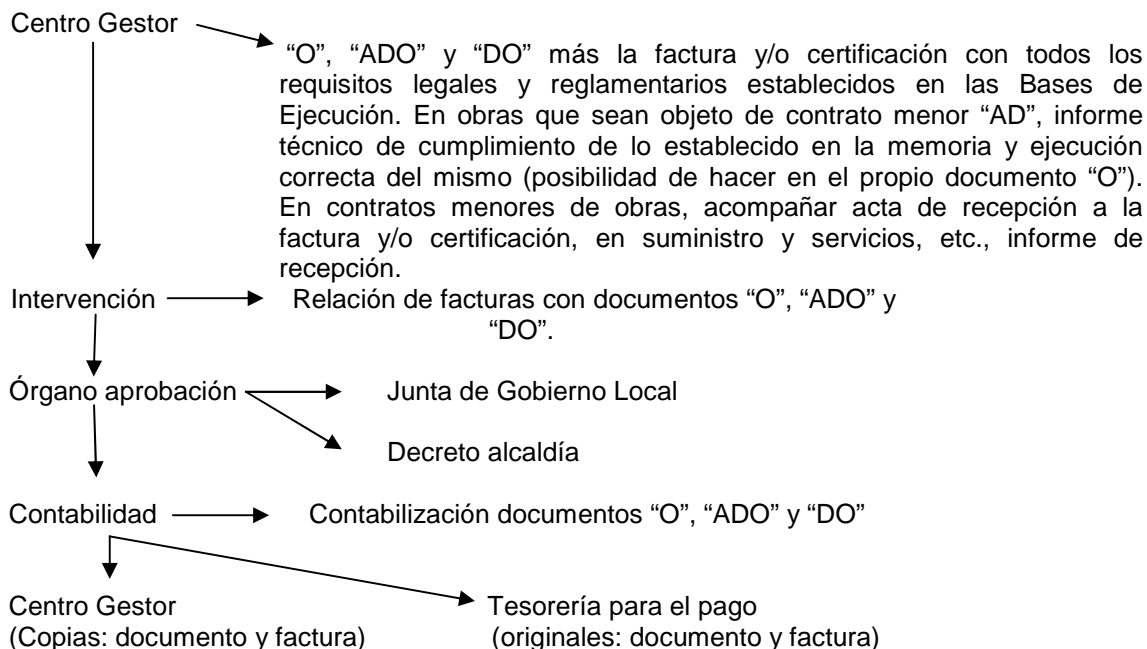 Centro Gestor
“O”, “ADO” y “DO” más la factura y/o certificación con todos los
requisitos legales y reglamentarios establecidos en las Bases de
Ejecución. En obras que sean objeto de contrato menor “AD”, informe
técnico de cumplimiento de lo establecido en la memoria y ejecución
correcta del mismo (posibilidad de hacer en el propio documento “O”).
En contratos menores de obras, acompañar acta de recepción a la
factura y/o certificación, en suministro y servicios, etc., informe de
recepción.
Intervención
Relación de facturas con documentos “O”, “ADO” y
“DO”.
Órgano aprobación
Junta de Gobierno Local
Decreto alcaldía
Contabilidad
Contabilización documentos “O”, “ADO” y “DO”
Centro Gestor
(Copias: documento y factura)
Tesorería para el pago
(originales: documento y factura)